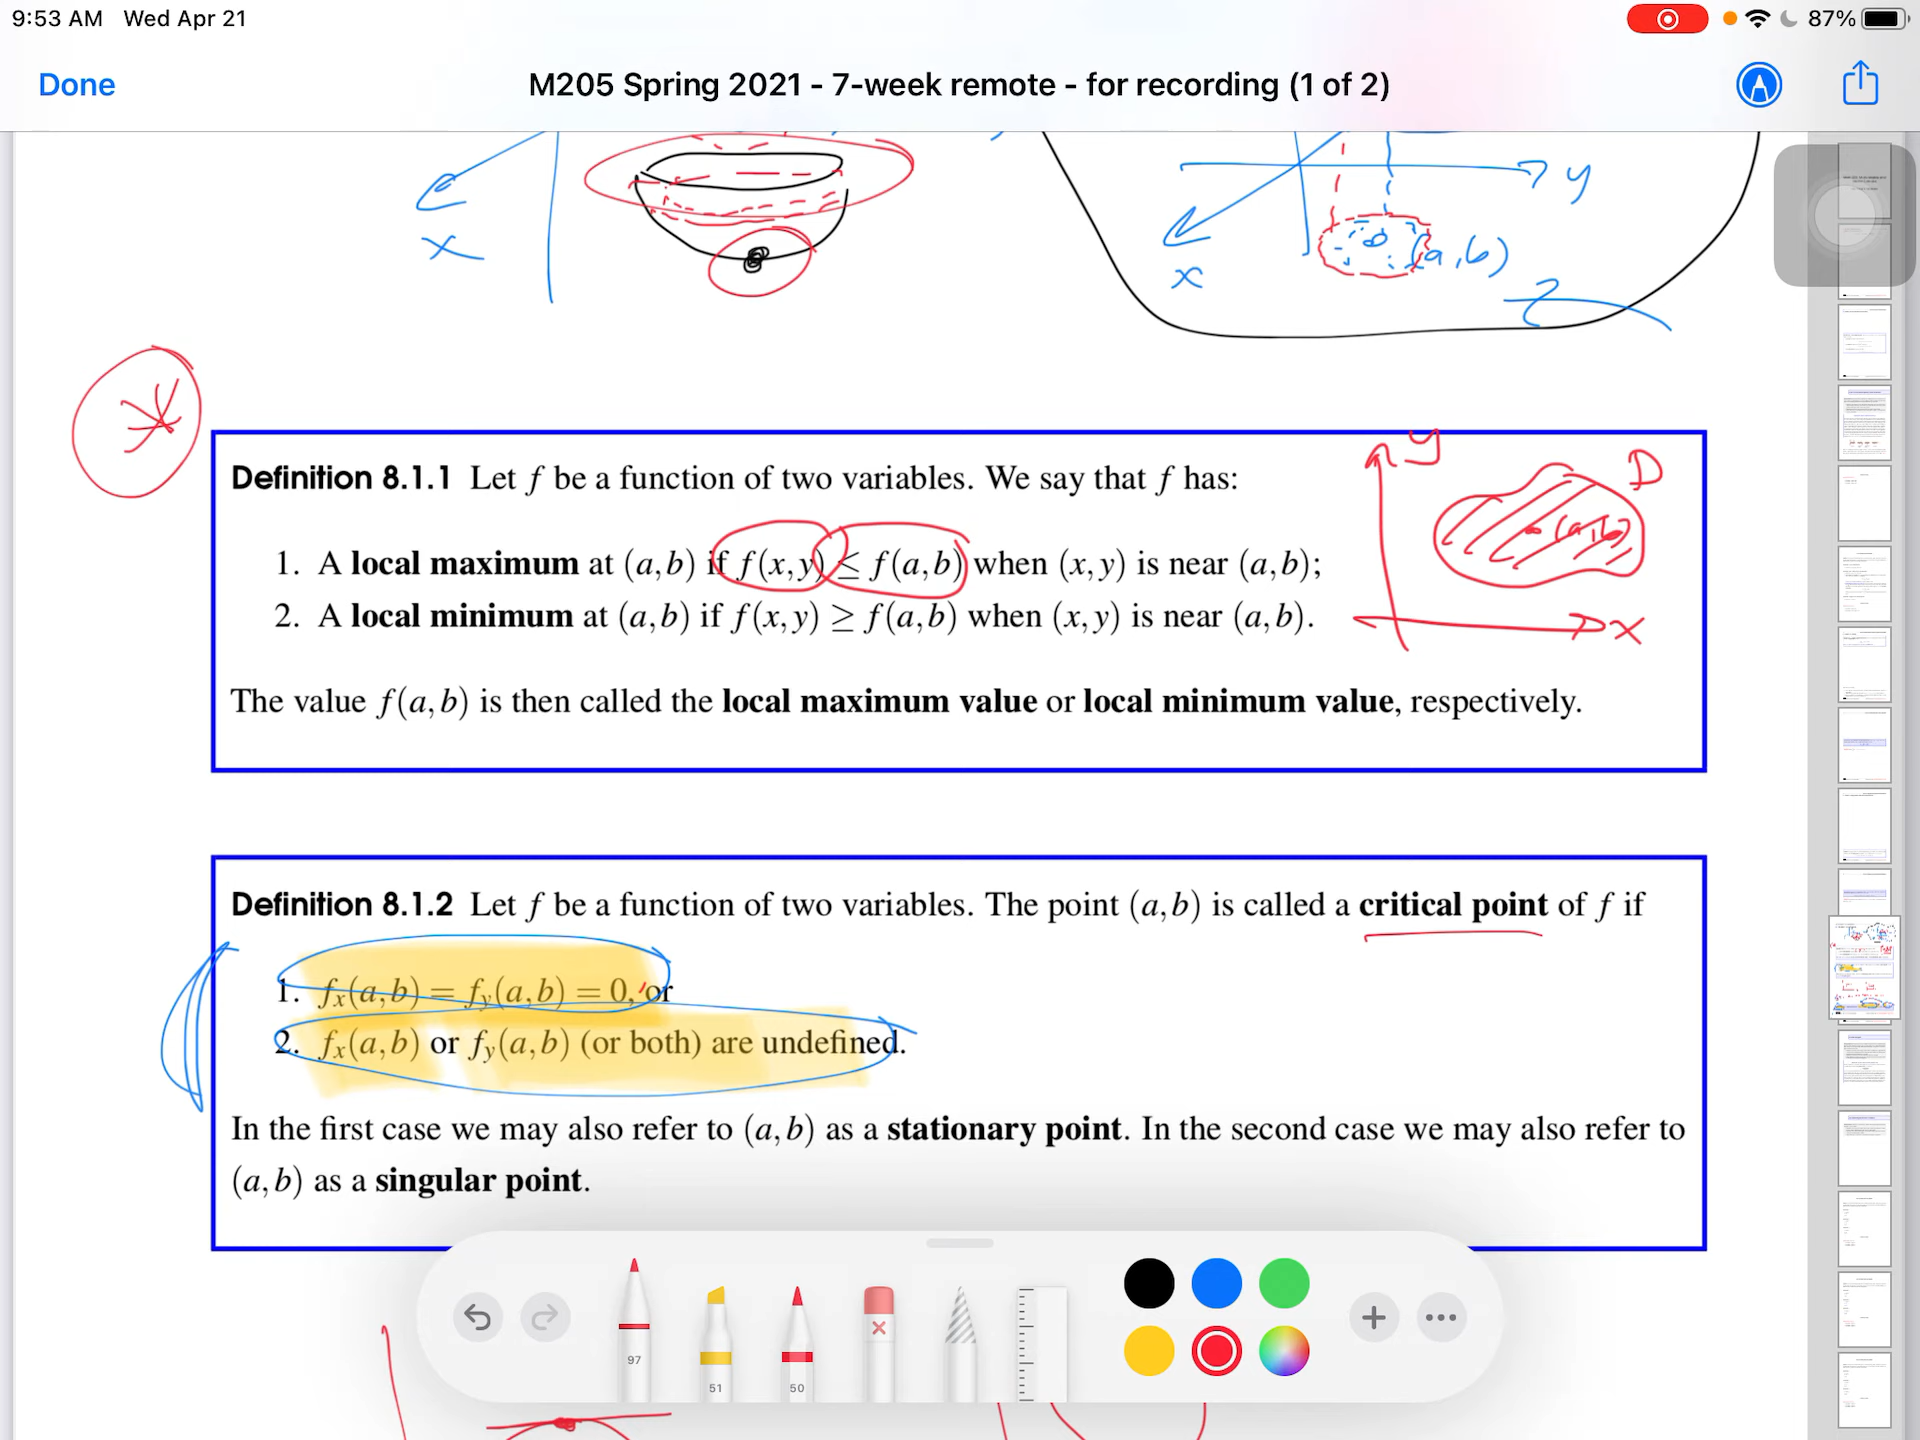 9:53 AM Wed Apr 21
87%
Done
M205 Spring 2021 - 7-week remote - for recording (1 of 2)
x
y
x
(a,b)
Definition 8.1.1 Let f be a function of two variables. We say that f has:
y
D
1. A local maximum at (a,b) if f(x,y) ≤ f(a,b) when (x,y) is near (a,b);
(a,b)
2. A local minimum at (a,b) if f(x,y) ≥ f(a,b) when (x,y) is near (a,b).
x
The value f(a,b) is then called the local maximum value or local minimum value, respectively.
Definition 8.1.2 Let f be a function of two variables. The point (a,b) is called a critical point of f if
1. fₓ(a,b) = f_y(a,b) = 0, or
2. fₓ(a,b) or f_y(a,b) (or both) are undefined.
In the first case we may also refer to (a,b) as a stationary point. In the second case we may also refer to
(a,b) as a singular point.
97
51
50